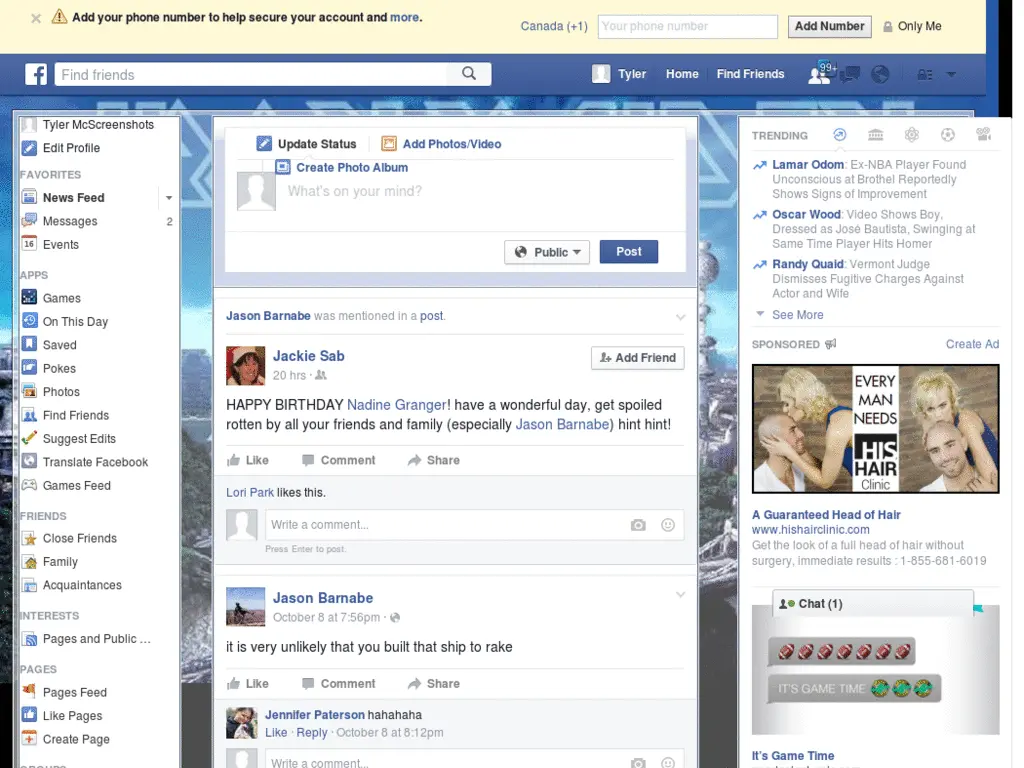 Add your phone number to help secure your account and more.
Canada (+1)
Your phone number
Add Number
Only Me
f
Find friends
Tyler
Home
Find Friends
99+
Tyler McScreenshots
Edit Profile
FAVORITES
News Feed
Messages
2
16
Events
APPS
Games
On This Day
Saved
Pokes
Photos
Find Friends
Suggest Edits
Translate Facebook
Games Feed
FRIENDS
Close Friends
Family
Acquaintances
INTERESTS
Pages and Public ...
PAGES
Pages Feed
Like Pages
Create Page
Update Status
Add Photos/Video
Create Photo Album
What's on your mind?
Public
Post
Jason Barnabe was mentioned in a post.
Jackie Sab
20 hrs ·
Add Friend
HAPPY BIRTHDAY Nadine Granger! have a wonderful day, get spoiled
rotten by all your friends and family (especially Jason Barnabe) hint hint!
Like
Comment
Share
Lori Park likes this.
Write a comment...
Press Enter to post.
Jason Barnabe
October 8 at 7:56pm ·
it is very unlikely that you built that ship to rake
Like
Comment
Share
Jennifer Paterson hahahaha
Like · Reply · October 8 at 8:12pm
Write a comment...
TRENDING
Lamar Odom: Ex-NBA Player Found
Unconscious at Brothel Reportedly
Shows Signs of Improvement
Oscar Wood: Video Shows Boy,
Dressed as José Bautista, Swinging at
Same Time Player Hits Homer
Randy Quaid: Vermont Judge
Dismisses Fugitive Charges Against
Actor and Wife
See More
SPONSORED
Create Ad
EVERY
MAN
NEEDS
HIS
HAIR
Clinic
A Guaranteed Head of Hair
www.hishairclinic.com
Get the look of a full head of hair without
surgery, immediate results : 1-855-681-6019
Chat (1)
IT'S GAME TIME
It's Game Time